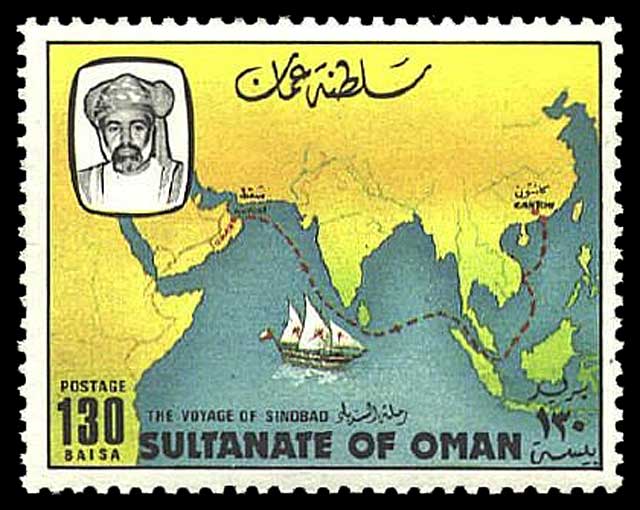 سلطنة عمان
مسقط
كانتون
CANTON
POSTAGE
130
BAISA
THE VOYAGE OF SINDBAD رحلة السندباد
SULTANATE OF OMAN
بريد
١٣٠
بيسة